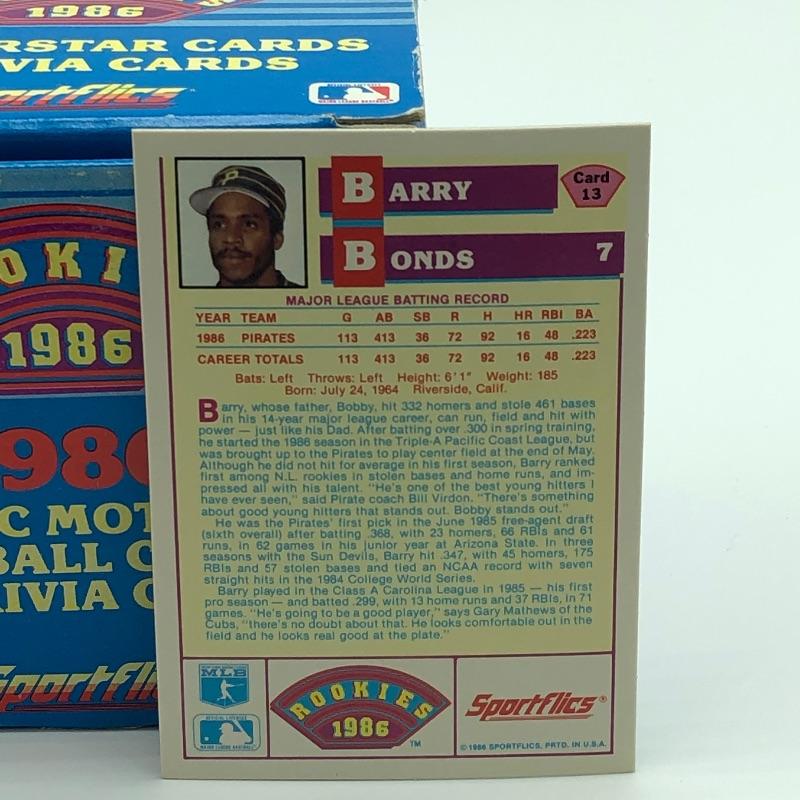 1986
RSTAR CARDS
VIA CARDS
portflics
MAJOR LEAGUE BASEBALL
OKI
1986
986
C MOT
BALL C
RIVIA C
Sportfli
BARRY
Card
13
BONDS
7
MAJOR LEAGUE BATTING RECORD
YEAR TEAM G AB SB R H HR RBI BA
1986 PIRATES 113 413 36 72 92 16 48 .223
CAREER TOTALS 113 413 36 72 92 16 48 .223
Bats: Left Throws: Left Height: 6'1" Weight: 185
Born: July 24, 1964 Riverside, Calif.
Barry, whose father, Bobby, hit 332 homers and stole 461 bases
in his 14-year major league career, can run, field and hit with
power — just like his Dad. After batting over .300 in spring training,
he started the 1986 season in the Triple-A Pacific Coast League, but
was brought up to the Pirates to play center field at the end of May.
Although he did not hit for average in his first season, Barry ranked
first among N.L. rookies in stolen bases and home runs, and im-
pressed all with his talent. "He's one of the best young hitters I
have ever seen," said Pirate coach Bill Virdon. "There's something
about good young hitters that stands out. Bobby stands out."
He was the Pirates' first pick in the June 1985 free-agent draft
(sixth overall) after batting .368, with 23 homers, 66 RBIs and 61
runs, in 62 games in his junior year at Arizona State. In three
seasons with the Sun Devils, Barry hit .347, with 45 homers, 175
RBIs and 57 stolen bases and tied an NCAA record with seven
straight hits in the 1984 College World Series.
Barry played in the Class A Carolina League in 1985 — his first
pro season — and batted .299, with 13 home runs and 37 RBIs, in 71
games. "He's going to be a good player," says Gary Mathews of the
Cubs, "there's no doubt about that. He looks comfortable out in the
field and he looks real good at the plate."
MLB
MAJOR LEAGUE BASEBALL
ROOKIES
1986
™
Sportflics®
© 1986 SPORTFLICS, PRTD. IN U.S.A.